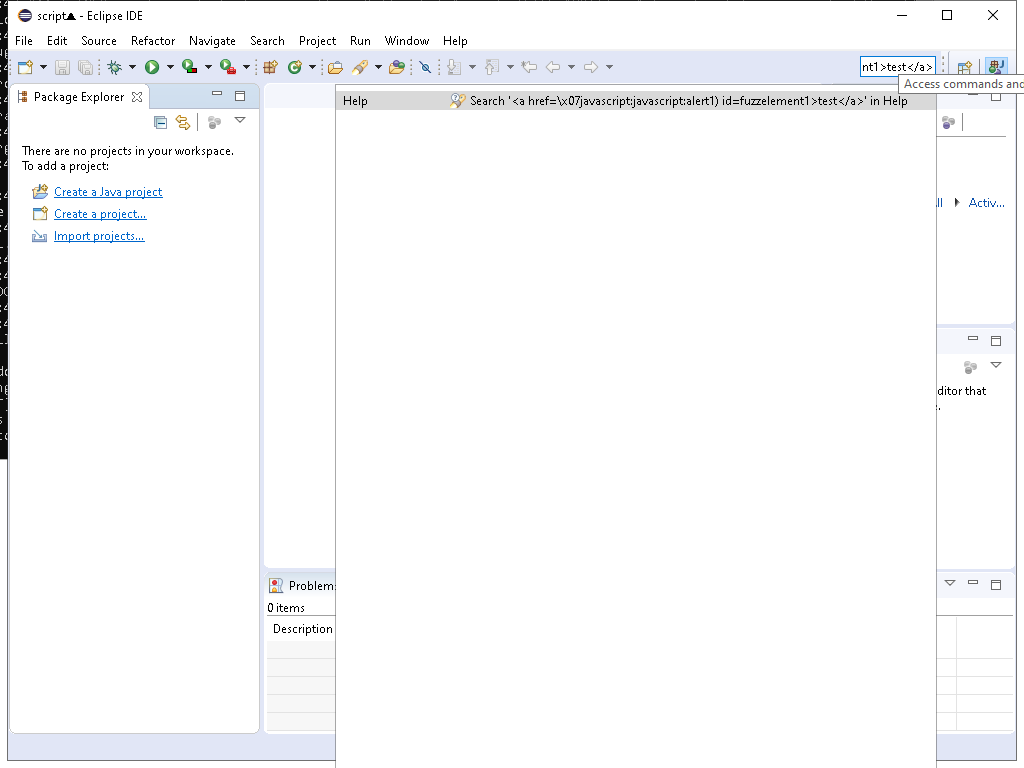 script▲ - Eclipse IDE
File Edit Source Refactor Navigate Search Project Run Window Help
nt1>test</a>
Access commands and
Package Explorer
Help Search '<a href=\x07javascript:javascript:alert1) id=fuzzelement1>test</a>' in Help
There are no projects in your workspace.
To add a project:
Create a Java project
Create a project...
Import projects...
Activ...
ditor that
Problem
0 items
Description